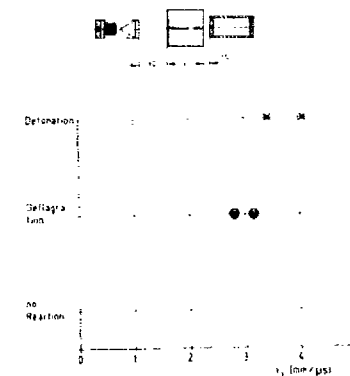 Detonation
Deflagra
tion
no
Reaction
0 1 2 3 4
(mm/µs)